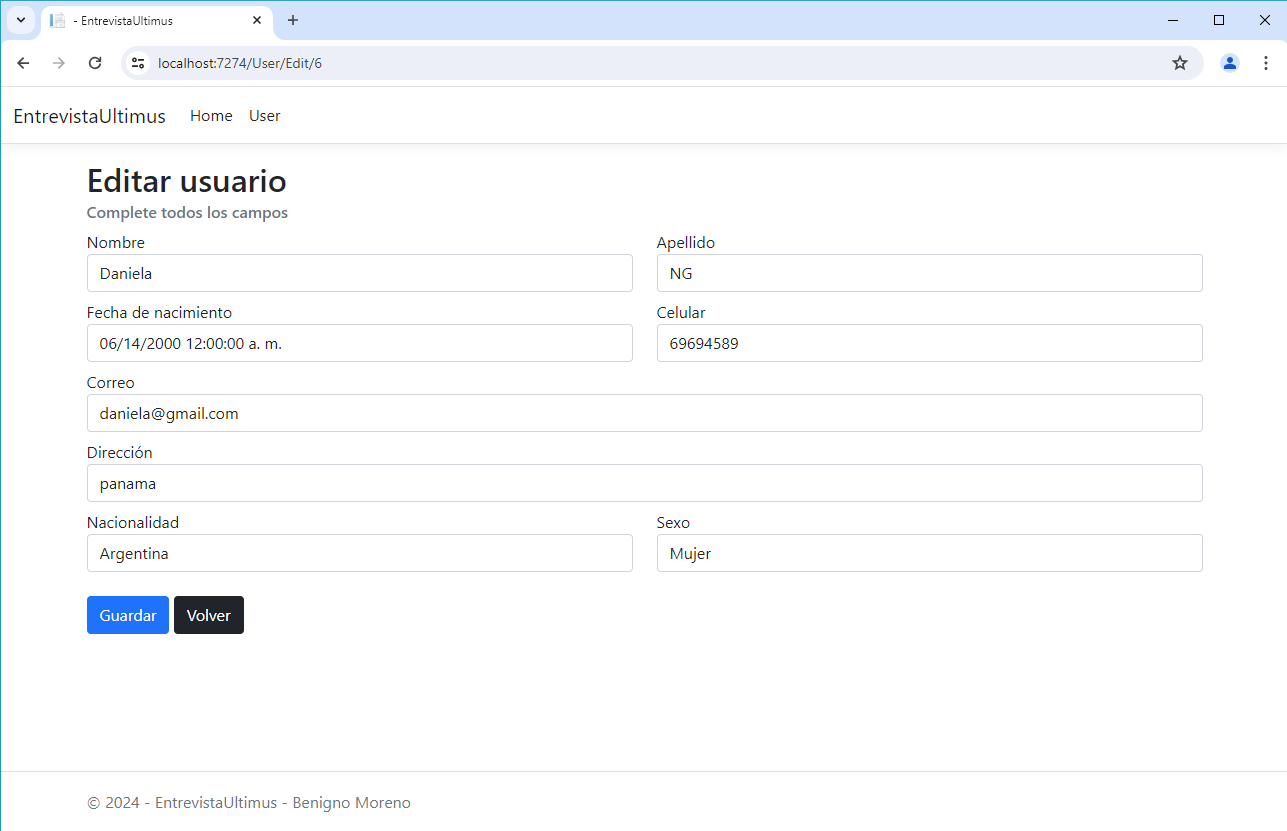 - EntrevistaUltimus
localhost:7274/User/Edit/6
EntrevistaUltimus Home User
Editar usuario
Complete todos los campos
Nombre Apellido
Daniela NG
Fecha de nacimiento Celular
06/14/2000 12:00:00 a. m. 69694589
Correo
daniela@gmail.com
Dirección
panama
Nacionalidad Sexo
Argentina Mujer
Guardar Volver
© 2024 - EntrevistaUltimus - Benigno Moreno